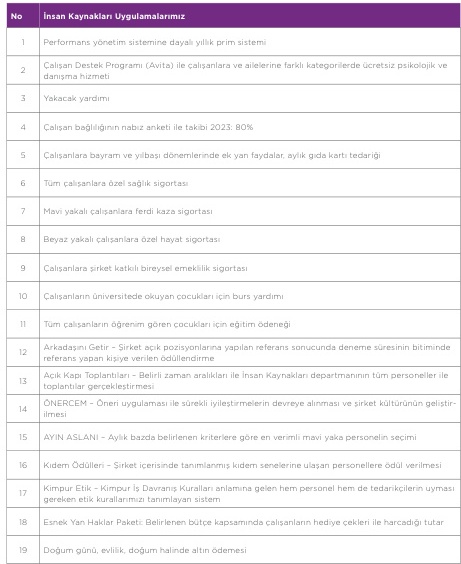 No İnsan Kaynakları Uygulamalarımız
1 Performans yönetim sistemine dayalı yıllık prim sistemi
2 Çalışan Destek Programı (Avita) ile çalışanlara ve ailelerine farklı kategorilerde ücretsiz psikolojik ve
danışma hizmeti
3 Yakacak yardımı
4 Çalışan bağlılığının nabız anketi ile takibi 2023: 80%
5 Çalışanlara bayram ve yılbaşı dönemlerinde ek yan faydalar, aylık gıda kartı tedariği
6 Tüm çalışanlara özel sağlık sigortası
7 Mavi yakalı çalışanlara ferdi kaza sigortası
8 Beyaz yakalı çalışanlara özel hayat sigortası
9 Çalışanlara şirket katkılı bireysel emeklilik sigortası
10 Çalışanların üniversitede okuyan çocukları için burs yardımı
11 Tüm çalışanların öğrenim gören çocukları için eğitim ödeneği
12 Arkadaşını Getir – Şirket açık pozisyonlarına yapılan referans sonucunda deneme süresinin bitiminde
referans yapan kişiye verilen ödüllendirme
13 Açık Kapı Toplantıları – Belirli zaman aralıkları ile İnsan Kaynakları departmanının tüm personeller ile
toplantılar gerçekleştirmesi
14 ÖNERCEM – Öneri uygulaması ile sürekli iyileştirmelerin devreye alınması ve şirket kültürünün geliştir-
ilmesi
15 AYIN ASLANI – Aylık bazda belirlenen kriterlere göre en verimli mavi yaka personelin seçimi
16 Kıdem Ödülleri – Şirket içerisinde tanımlanmış kıdem senelerine ulaşan personellere ödül verilmesi
17 Kimpur Etik – Kimpur İş Davranış Kuralları anlamına gelen hem personel hem de tedarikçilerin uyması
gereken etik kurallarımızı tanımlayan sistem
18 Esnek Yan Haklar Paketi: Belirlenen bütçe kapsamında çalışanların hediye çekleri ile harcadığı tutar
19 Doğum günü, evlilik, doğum halinde altın ödemesi